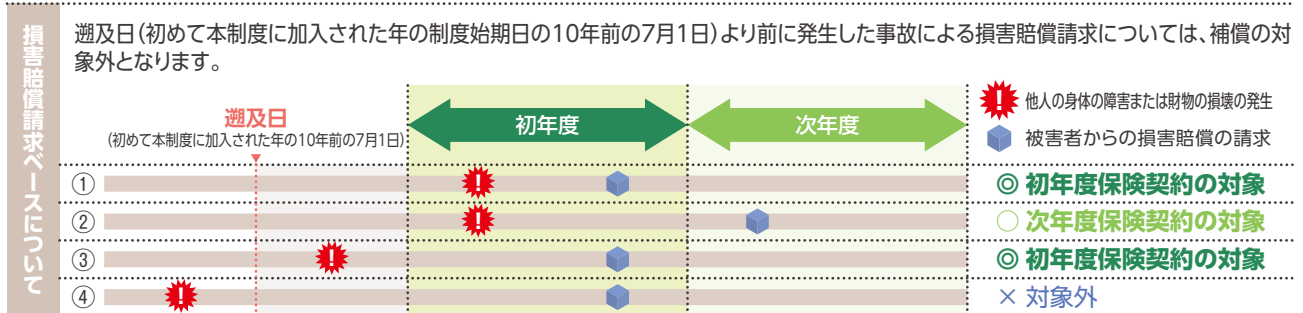 損害賠償請求ベースについて
遡及日(初めて本制度に加入された年の制度始期日の10年前の7月1日)より前に発生した事故による損害賠償請求については、補償の対
象外となります。
遡及日
(初めて本制度に加入された年の10年前の7月1日)
初年度
次年度
! 他人の身体の障害または財物の損壊の発生
被害者からの損害賠償の請求
① ! ◎ 初年度保険契約の対象
② ! ○ 次年度保険契約の対象
③ ! ◎ 初年度保険契約の対象
④ ! × 対象外